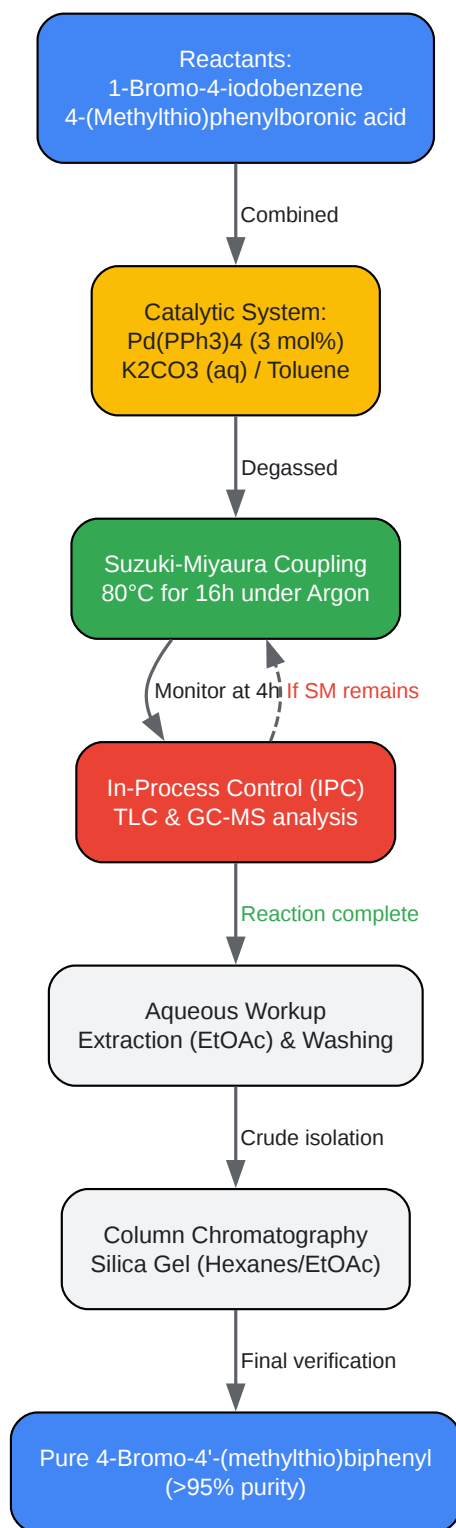 Reactants:
1-Bromo-4-iodobenzene
4-(Methylthio)phenylboronic acid
Combined
Catalytic System:
Pd(PPh3)4 (3 mol%)
K2CO3 (aq) / Toluene
Degassed
Suzuki-Miyaura Coupling
80°C for 16h under Argon
Monitor at 4h
If SM remains
In-Process Control (IPC)
TLC & GC-MS analysis
Reaction complete
Aqueous Workup
Extraction (EtOAc) & Washing
Crude isolation
Column Chromatography
Silica Gel (Hexanes/EtOAc)
Final verification
Pure 4-Bromo-4'-(methylthio)biphenyl
(>95% purity)